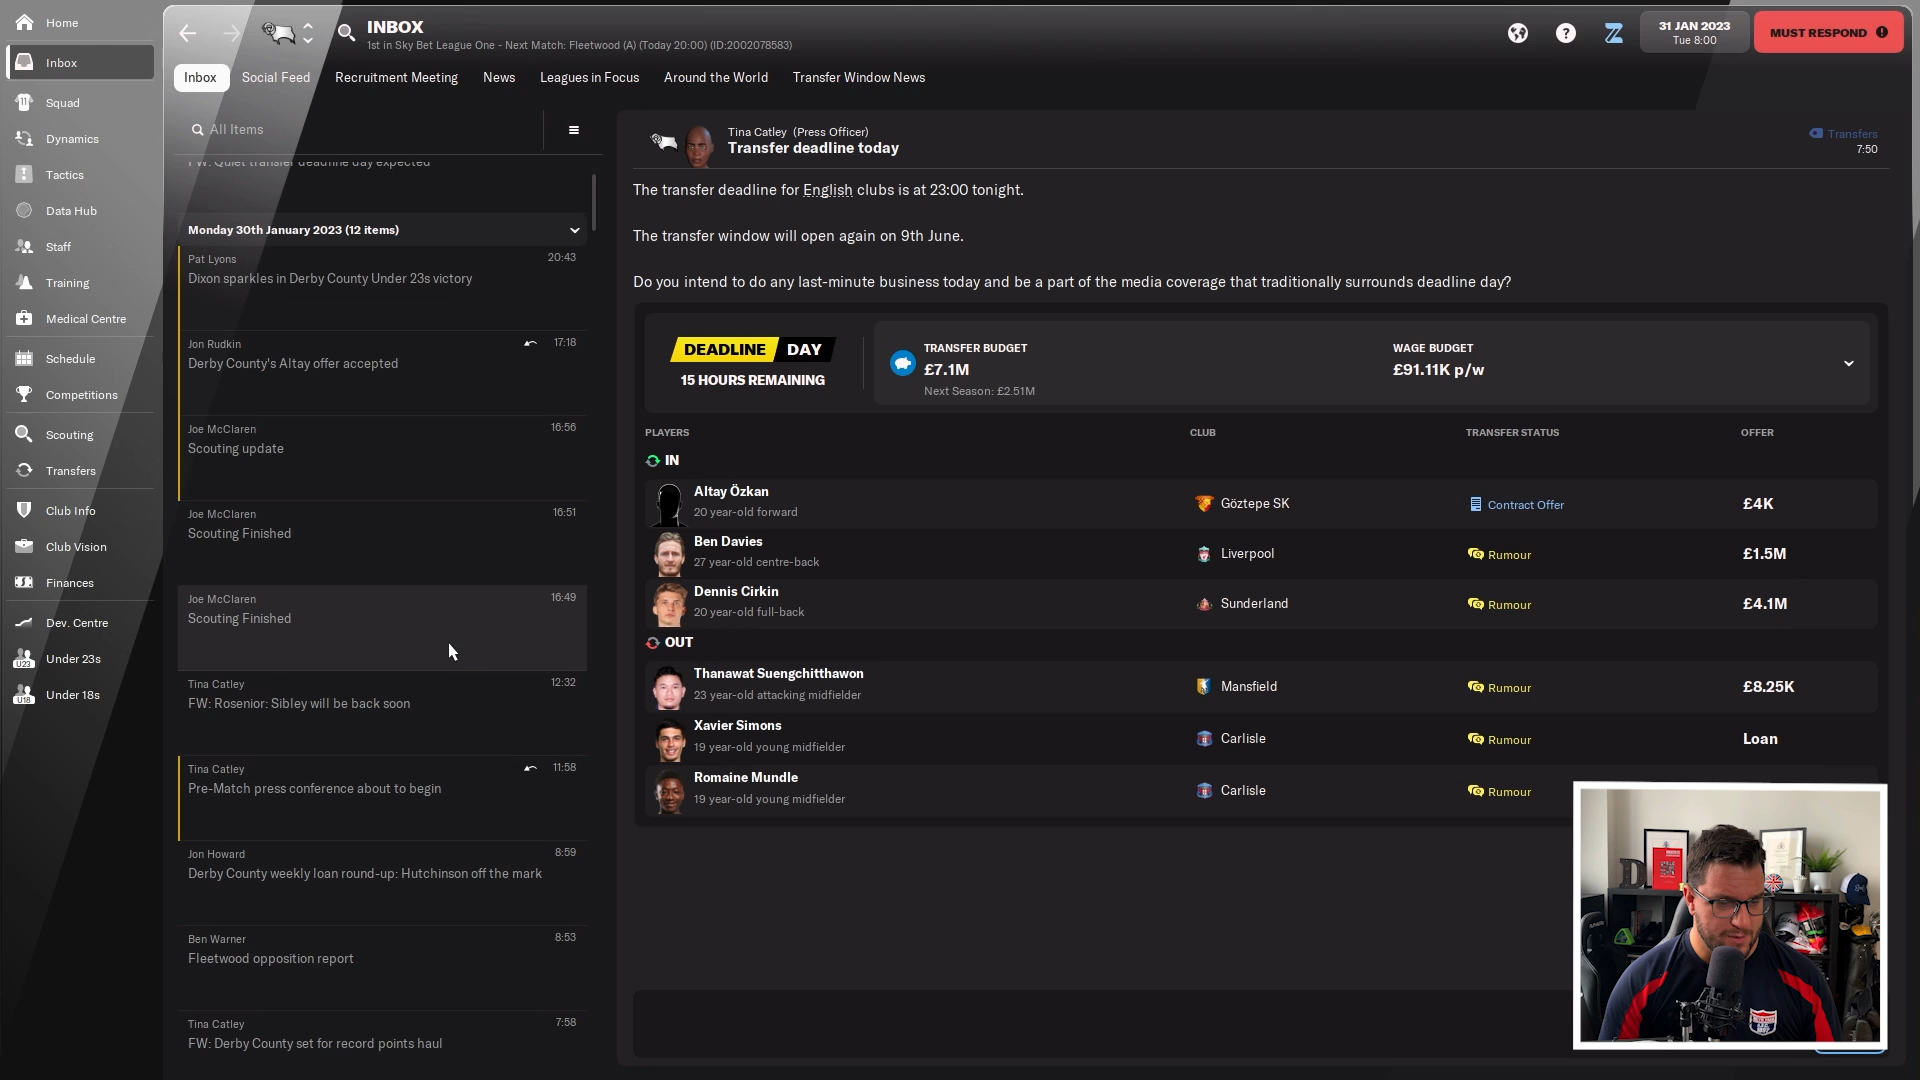 Home
Inbox
Squad
Dynamics
Tactics
Data Hub
Staff
Training
Medical Centre
Schedule
Competitions
Scouting
Transfers
Club Info
Club Vision
Finances
Dev. Centre
U23
Under 23s
U18
Under 18s
INBOX
1st in Sky Bet League One - Next Match: Fleetwood (A) (Today 20:00) (ID:2002078583)
31 JAN 2023
Tue 8:00
MUST RESPOND
Inbox
Social Feed
Recruitment Meeting
News
Leagues in Focus
Around the World
Transfer Window News
All Items
FW: Quiet transfer deadline day expected
Monday 30th January 2023 (12 items)
Pat Lyons
20:43
Dixon sparkles in Derby County Under 23s victory
Jon Rudkin
17:18
Derby County's Altay offer accepted
Joe McClaren
16:56
Scouting update
Joe McClaren
16:51
Scouting Finished
Joe McClaren
16:49
Scouting Finished
Tina Catley
12:32
FW: Rosenior: Sibley will be back soon
Tina Catley
11:58
Pre-Match press conference about to begin
Jon Howard
8:59
Derby County weekly loan round-up: Hutchinson off the mark
Ben Warner
8:53
Fleetwood opposition report
Tina Catley
7:58
FW: Derby County set for record points haul
Tina Catley (Press Officer)
Transfer deadline today
Transfers
7:50
The transfer deadline for English clubs is at 23:00 tonight.
The transfer window will open again on 9th June.
Do you intend to do any last-minute business today and be a part of the media coverage that traditionally surrounds deadline day?
DEADLINE DAY
15 HOURS REMAINING
TRANSFER BUDGET
£7.1M
Next Season: £2.51M
WAGE BUDGET
£91.11K p/w
PLAYERS
CLUB
TRANSFER STATUS
OFFER
IN
Altay Özkan
20 year-old forward
Göztepe SK
Contract Offer
£4K
Ben Davies
27 year-old centre-back
Liverpool
Rumour
£1.5M
Dennis Cirkin
20 year-old full-back
Sunderland
Rumour
£4.1M
OUT
Thanawat Suengchitthawon
23 year-old attacking midfielder
Mansfield
Rumour
£8.25K
Xavier Simons
19 year-old young midfielder
Carlisle
Rumour
Loan
Romaine Mundle
19 year-old young midfielder
Carlisle
Rumour
D